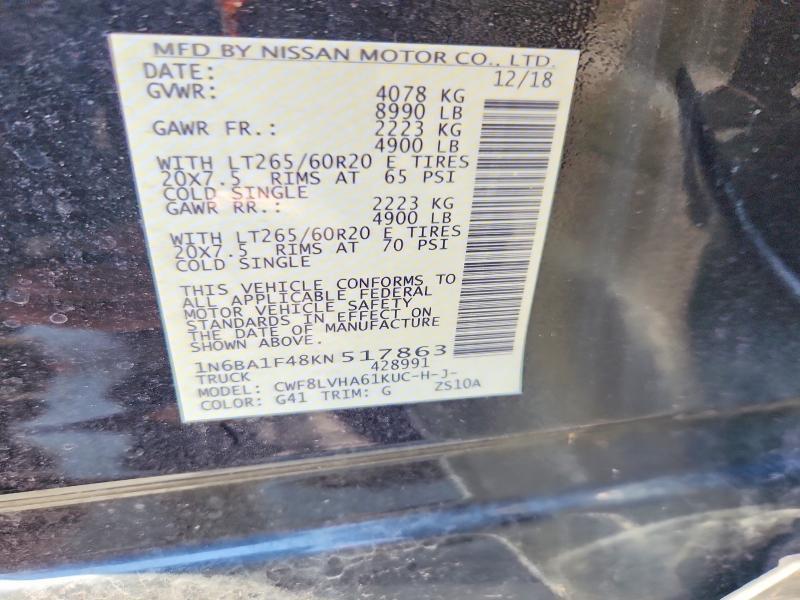 MFD BY NISSAN MOTOR CO., LTD.
DATE: 12/18
GVWR: 4078 KG
8990 LB
GAWR FR.: 2223 KG
4900 LB
WITH LT265/60R20 E TIRES
20X7.5 RIMS AT 65 PSI
COLD SINGLE
GAWR RR.: 2223 KG
4900 LB
WITH LT265/60R20 E TIRES
20X7.5 RIMS AT 70 PSI
COLD SINGLE
THIS VEHICLE CONFORMS TO
ALL APPLICABLE FEDERAL
MOTOR VEHICLE SAFETY
STANDARDS IN EFFECT ON
THE DATE OF MANUFACTURE
SHOWN ABOVE.
1N6BA1F48KN517863
TRUCK 428991
MODEL: CWF8LVHA61KUC-H-J-
COLOR: G41 TRIM: G ZS10A